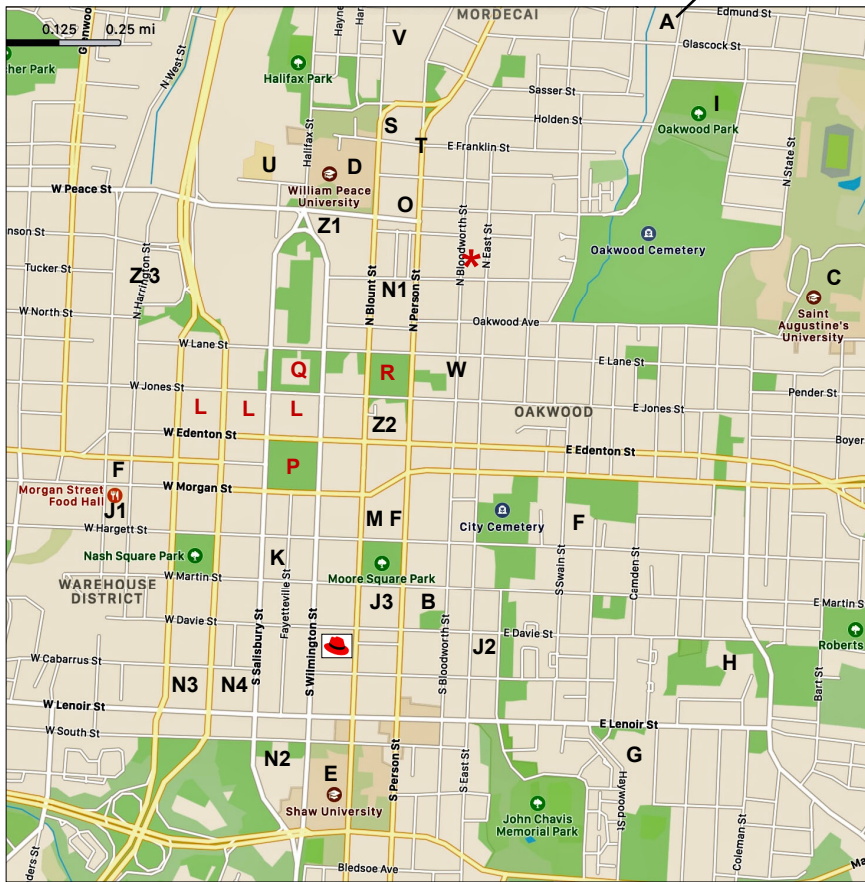 MORDECAI
A
Edmund St
0.125
0.25 mi
V
Glascock St
Glenwoo
N West St
Halifax Park
I
Sasser St
Holden St
Oakwood Park
S
T
E Franklin St
Halifax St
N State St
U
D
William Peace
University
W Peace St
O
Z1
N Bloodworth St
N East St
*
Oakwood Cemetery
Tucker St
Z3
N Harrington St
N Blount St
N1
N Person St
C
Saint
Augustine's
University
W North St
Oakwood Ave
W Lane St
E Lane St
Q
R
W
W Jones St
Pender St
L
L
L
OAKWOOD
E Jones St
Z2
W Edenton St
Boyer
E Edenton St
P
F
Morgan Street
Food Hall
J1
W Morgan St
W Hargett St
M F
City Cemetery
F
Nash Square Park
K
Moore Square Park
S Swain St
Camden St
WAREHOUSE
DISTRICT
W Martin St
Fayetteville St
J3
B
E Martin S
W Davie St
E Davie St
S Bloodworth St
J2
Roberts
W Cabarrus St
S Salisbury St
S Wilmington St
H
Bart St
N3
N4
W Lenoir St
E Lenoir St
W South St
N2
S Person St
S East St
G
E
Shaw University
Haywood St
John Chavis
Memorial Park
Coleman St
Bledsoe Ave